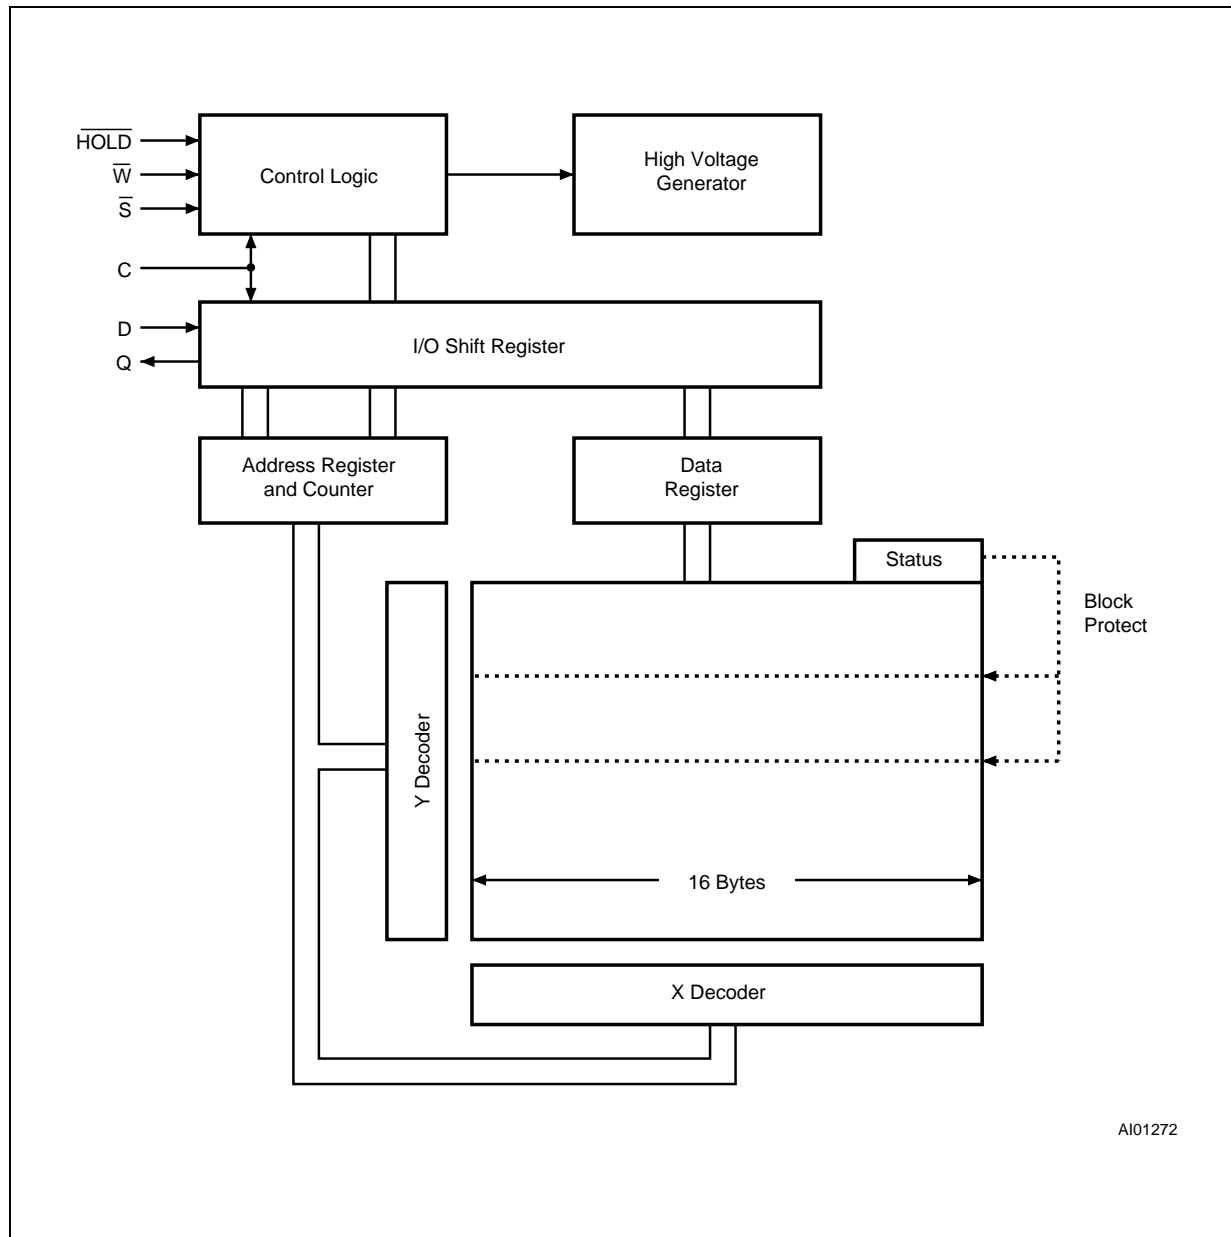 HOLD
W
S
C
D
Q
Control Logic
High Voltage
Generator
I/O Shift Register
Address Register
and Counter
Data
Register
Status
Block
Protect
Y Decoder
16 Bytes
X Decoder
AI01272